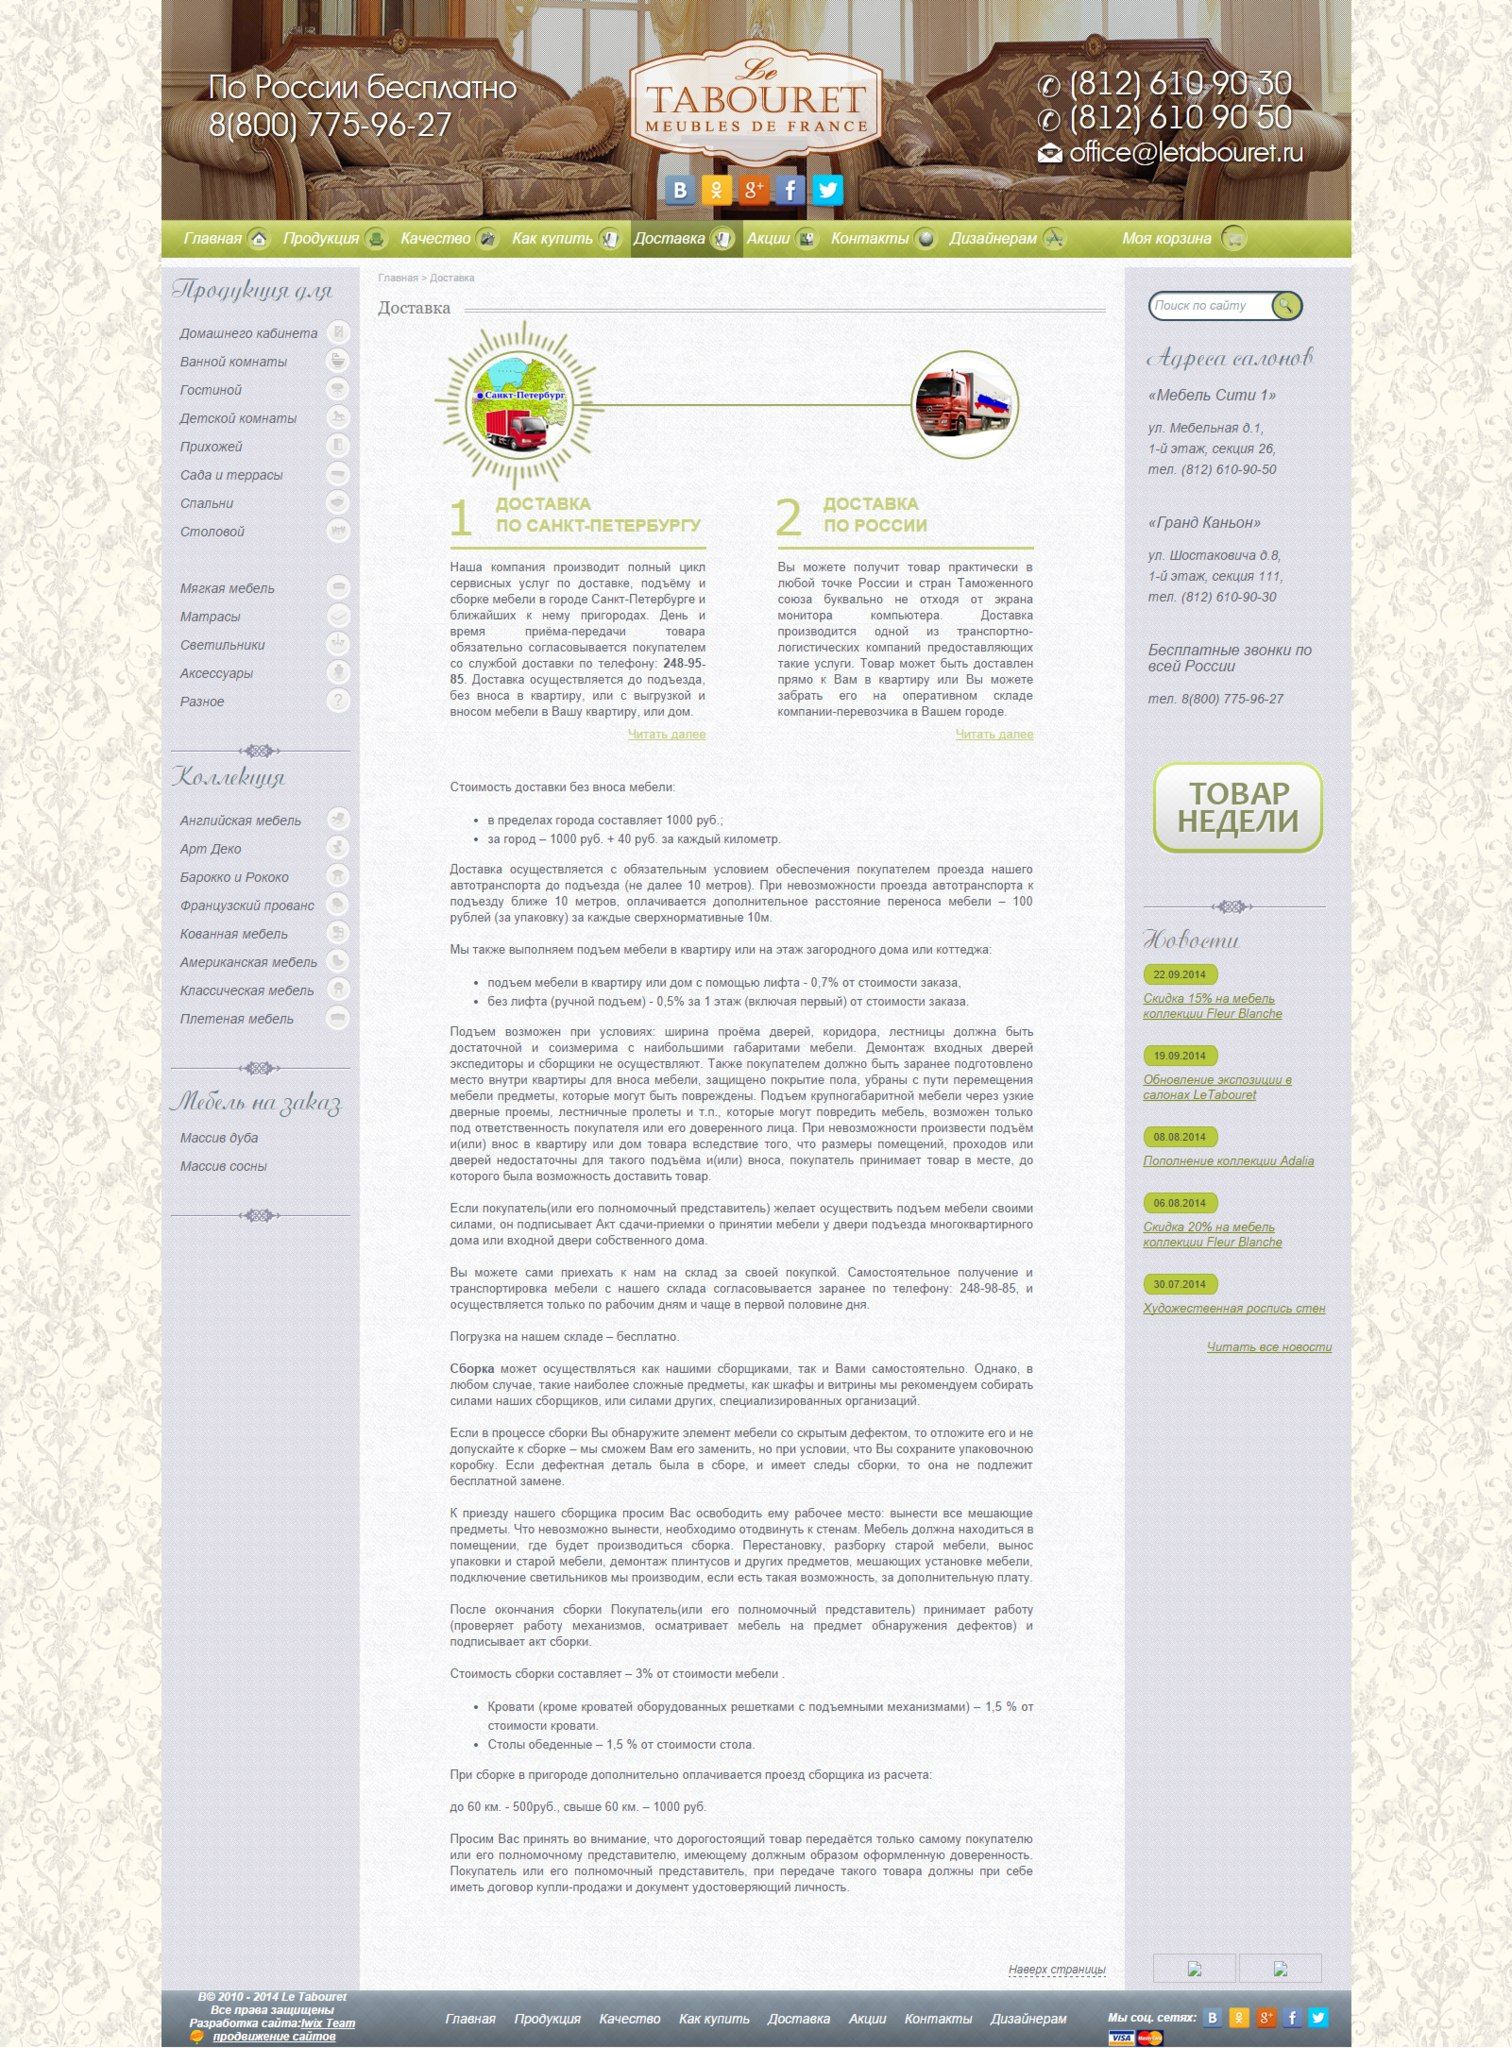 По России бесплатно
8(800) 775-96-27
Le
TABOURET
MEUBLES DE FRANCE
(812) 610 90 30
(812) 610 90 50
office@letabouret.ru
Главная Продукция Качество Как купить Доставка Акции Контакты Дизайнерам Моя корзина
Продукция для
Домашнего кабинета
Ванной комнаты
Гостиной
Детской комнаты
Прихожей
Сада и террасы
Спальни
Столовой
Мягкая мебель
Матрасы
Светильники
Аксессуары
Разное
Коллекция
Английская мебель
Арт Деко
Барокко и Рококо
Французский прованс
Кованная мебель
Американская мебель
Классическая мебель
Плетеная мебель
Мебель на заказ
Массив дуба
Массив сосны
Главная > Доставка
Доставка
Санкт-Петербург
1 ДОСТАВКА
ПО САНКТ-ПЕТЕРБУРГУ
Наша компания производит полный цикл
сервисных услуг по доставке, подъёму и
сборке мебели в городе Санкт-Петербурге и
ближайших к нему пригородах. День и
время приёма-передачи товара
обязательно согласовывается покупателем
со службой доставки по телефону: 248-95-
85. Доставка осуществляется до подъезда,
без вноса в квартиру, или с выгрузкой и
вносом мебели в Вашу квартиру, или дом.
Читать далее
2 ДОСТАВКА
ПО РОССИИ
Вы можете получит товар практически в
любой точке России и стран Таможенного
союза буквально не отходя от экрана
монитора компьютера. Доставка
производится одной из транспортно-
логистических компаний предоставляющих
такие услуги. Товар может быть доставлен
прямо к Вам в квартиру или Вы можете
забрать его на оперативном складе
компании-перевозчика в Вашем городе.
Читать далее
Стоимость доставки без вноса мебели:
• в пределах города составляет 1000 руб.;
• за город – 1000 руб. + 40 руб. за каждый километр.
Доставка осуществляется с обязательным условием обеспечения покупателем проезда нашего
автотранспорта до подъезда (не далее 10 метров). При невозможности проезда автотранспорта к
подъезду ближе 10 метров, оплачивается дополнительное расстояние переноса мебели – 100
рублей (за упаковку) за каждые сверхнормативные 10м.
Мы также выполняем подъем мебели в квартиру или на этаж загородного дома или коттеджа:
• подъем мебели в квартиру или дом с помощью лифта - 0,7% от стоимости заказа,
• без лифта (ручной подъем) - 0,5% за 1 этаж (включая первый) от стоимости заказа.
Подъем возможен при условиях: ширина проёма дверей, коридора, лестницы должна быть
достаточной и соизмерима с наибольшими габаритами мебели. Демонтаж входных дверей
экспедиторы и сборщики не осуществляют. Также покупателем должно быть заранее подготовлено
место внутри квартиры для вноса мебели, защищено покрытие пола, убраны с пути перемещения
мебели предметы, которые могут быть повреждены. Подъем крупногабаритной мебели через узкие
дверные проемы, лестничные пролеты и т.п., которые могут повредить мебель, возможен только
под ответственность покупателя или его доверенного лица. При невозможности произвести подъём
и(или) внос в квартиру или дом товара вследствие того, что размеры помещений, проходов или
дверей недостаточны для такого подъёма и(или) вноса, покупатель принимает товар в месте, до
которого была возможность доставить товар.
Если покупатель(или его полномочный представитель) желает осуществить подъем мебели своими
силами, он подписывает Акт сдачи-приемки о принятии мебели у двери подъезда многоквартирного
дома или входной двери собственного дома.
Вы можете сами приехать к нам на склад за своей покупкой. Самостоятельное получение и
транспортировка мебели с нашего склада согласовывается заранее по телефону: 248-98-85, и
осуществляется только по рабочим дням и чаще в первой половине дня.
Погрузка на нашем складе – бесплатно.
Сборка может осуществляться как нашими сборщиками, так и Вами самостоятельно. Однако, в
любом случае, такие наиболее сложные предметы, как шкафы и витрины мы рекомендуем собирать
силами наших сборщиков, или силами других, специализированных организаций.
Если в процессе сборки Вы обнаружите элемент мебели со скрытым дефектом, то отложите его и не
допускайте к сборке – мы сможем Вам его заменить, но при условии, что Вы сохраните упаковочною
коробку. Если дефектная деталь была в сборе, и имеет следы сборки, то она не подлежит
бесплатной замене.
К приезду нашего сборщика просим Вас освободить ему рабочее место: вынести все мешающие
предметы. Что невозможно вынести, необходимо отодвинуть к стенам. Мебель должна находиться в
помещении, где будет производиться сборка. Перестановку, разборку старой мебели, вынос
упаковки и старой мебели, демонтаж плинтусов и других предметов, мешающих установке мебели,
подключение светильников мы производим, если есть такая возможность, за дополнительную плату.
После окончания сборки Покупатель(или его полномочный представитель) принимает работу
(проверяет работу механизмов, осматривает мебель на предмет обнаружения дефектов) и
подписывает акт сборки.
Стоимость сборки составляет – 3% от стоимости мебели .
• Кровати (кроме кроватей оборудованных решетками с подъемными механизмами) – 1,5 % от
стоимости кровати.
• Столы обеденные – 1,5 % от стоимости стола.
При сборке в пригороде дополнительно оплачивается проезд сборщика из расчета:
до 60 км. - 500руб., свыше 60 км. – 1000 руб.
Просим Вас принять во внимание, что дорогостоящий товар передаётся только самому покупателю
или его полномочному представителю, имеющему должным образом оформленную доверенность.
Покупатель или его полномочный представитель, при передаче такого товара должны при себе
иметь договор купли-продажи и документ удостоверяющий личность.
Наверх страницы
Поиск по сайту
Адреса салонов
«Мебель Сити 1»
ул. Мебельная д.1,
1-й этаж, секция 26,
тел. (812) 610-90-50
«Гранд Каньон»
ул. Шостаковича д.8,
1-й этаж, секция 111,
тел. (812) 610-90-30
Бесплатные звонки по
всей России
тел. 8(800) 775-96-27
ТОВАР
НЕДЕЛИ
Новости
22.09.2014
Скидка 15% на мебель
коллекции Fleur Blanche
19.09.2014
Обновление экспозиции в
салонах LeTabouret
08.08.2014
Пополнение коллекции Adalia
06.08.2014
Скидка 20% на мебель
коллекции Fleur Blanche
30.07.2014
Художественная роспись стен
Читать все новости
В© 2010 - 2014 Le Tabouret
Все права защищены
Разработка сайта:Iwix Team
продвижение сайтов
Главная Продукция Качество Как купить Доставка Акции Контакты Дизайнерам
Мы соц. сетях:
VISA MasterCard